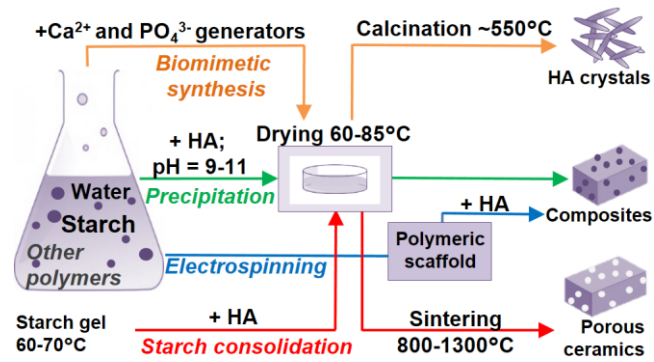 +Ca²⁺ and PO₄³⁻ generators
Biomimetic
synthesis
Calcination ~550°C
HA crystals
+ HA;
pH = 9-11
Precipitation
Drying 60-85°C
Water
Starch
Other
polymers
+ HA
Composites
Electrospinning
Polymeric
scaffold
Starch gel
60-70°C
+ HA
Starch consolidation
Sintering
800-1300°C
Porous
ceramics